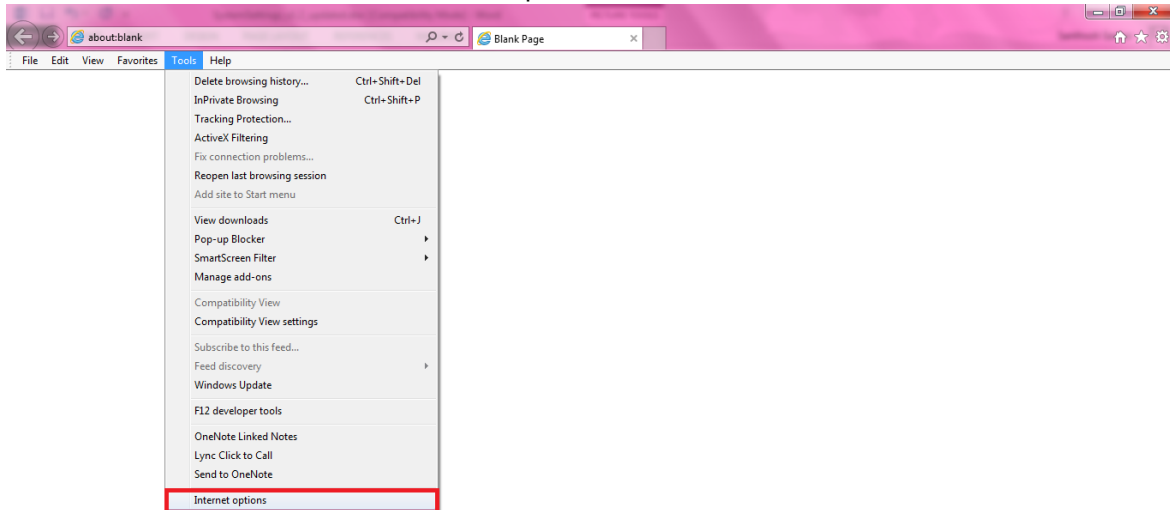 about:blank
Blank Page
File Edit View Favorites Tools Help
Delete browsing history... Ctrl+Shift+Del
InPrivate Browsing Ctrl+Shift+P
Tracking Protection...
ActiveX Filtering
Fix connection problems...
Reopen last browsing session
Add site to Start menu
View downloads Ctrl+J
Pop-up Blocker
SmartScreen Filter
Manage add-ons
Compatibility View
Compatibility View settings
Subscribe to this feed...
Feed discovery
Windows Update
F12 developer tools
OneNote Linked Notes
Lync Click to Call
Send to OneNote
Internet options